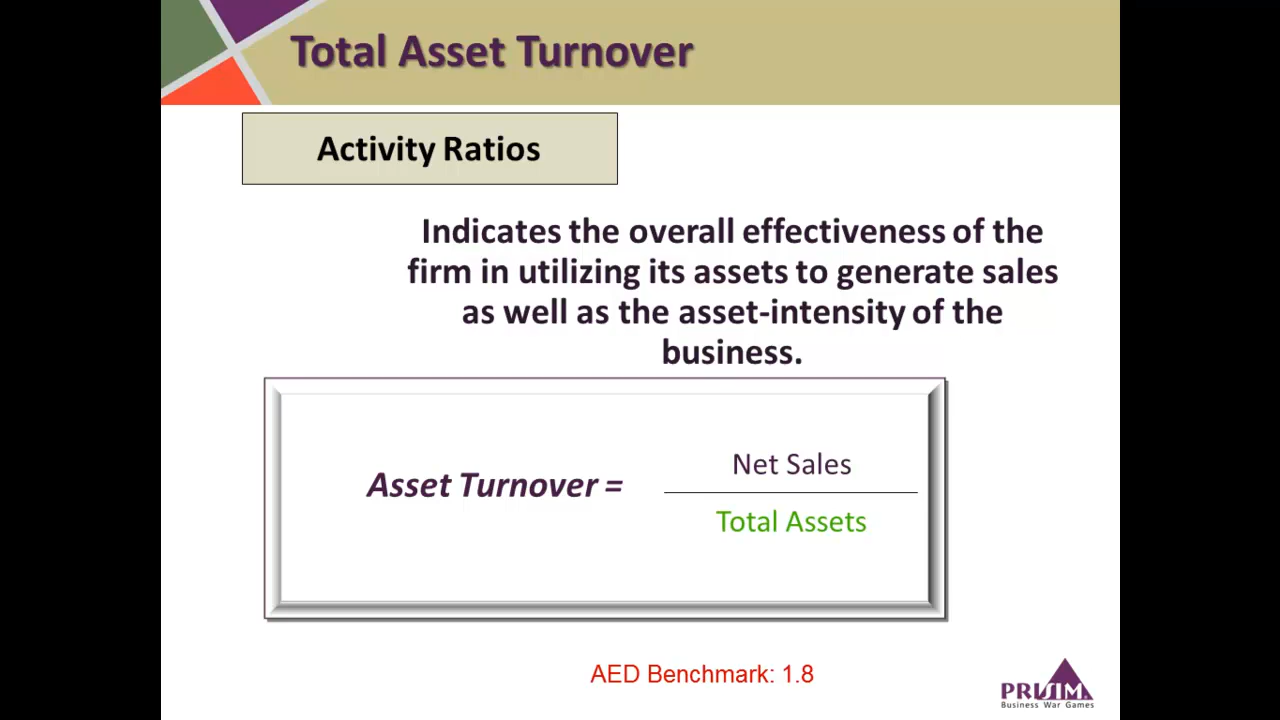 Total Asset Turnover
Activity Ratios
Indicates the overall effectiveness of the
firm in utilizing its assets to generate sales
as well as the asset-intensity of the
business.
Asset Turnover =
Net Sales
Total Assets
AED Benchmark: 1.8
PRISIM
Business War Games